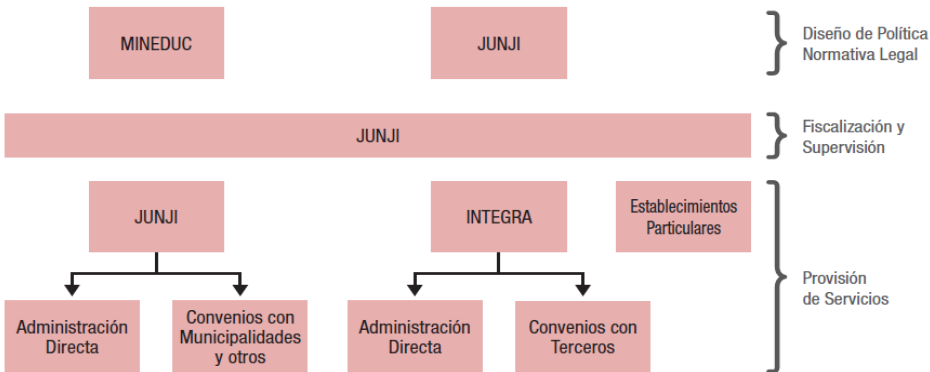 MINEDUC
JUNJI
Diseño de Política
Normativa Legal
JUNJI
Fiscalización y
Supervisión
JUNJI
INTEGRA
Establecimientos
Particulares
Provisión
de Servicios
Administración
Directa
Convenios con
Municipalidades
y otros
Administración
Directa
Convenios con
Terceros